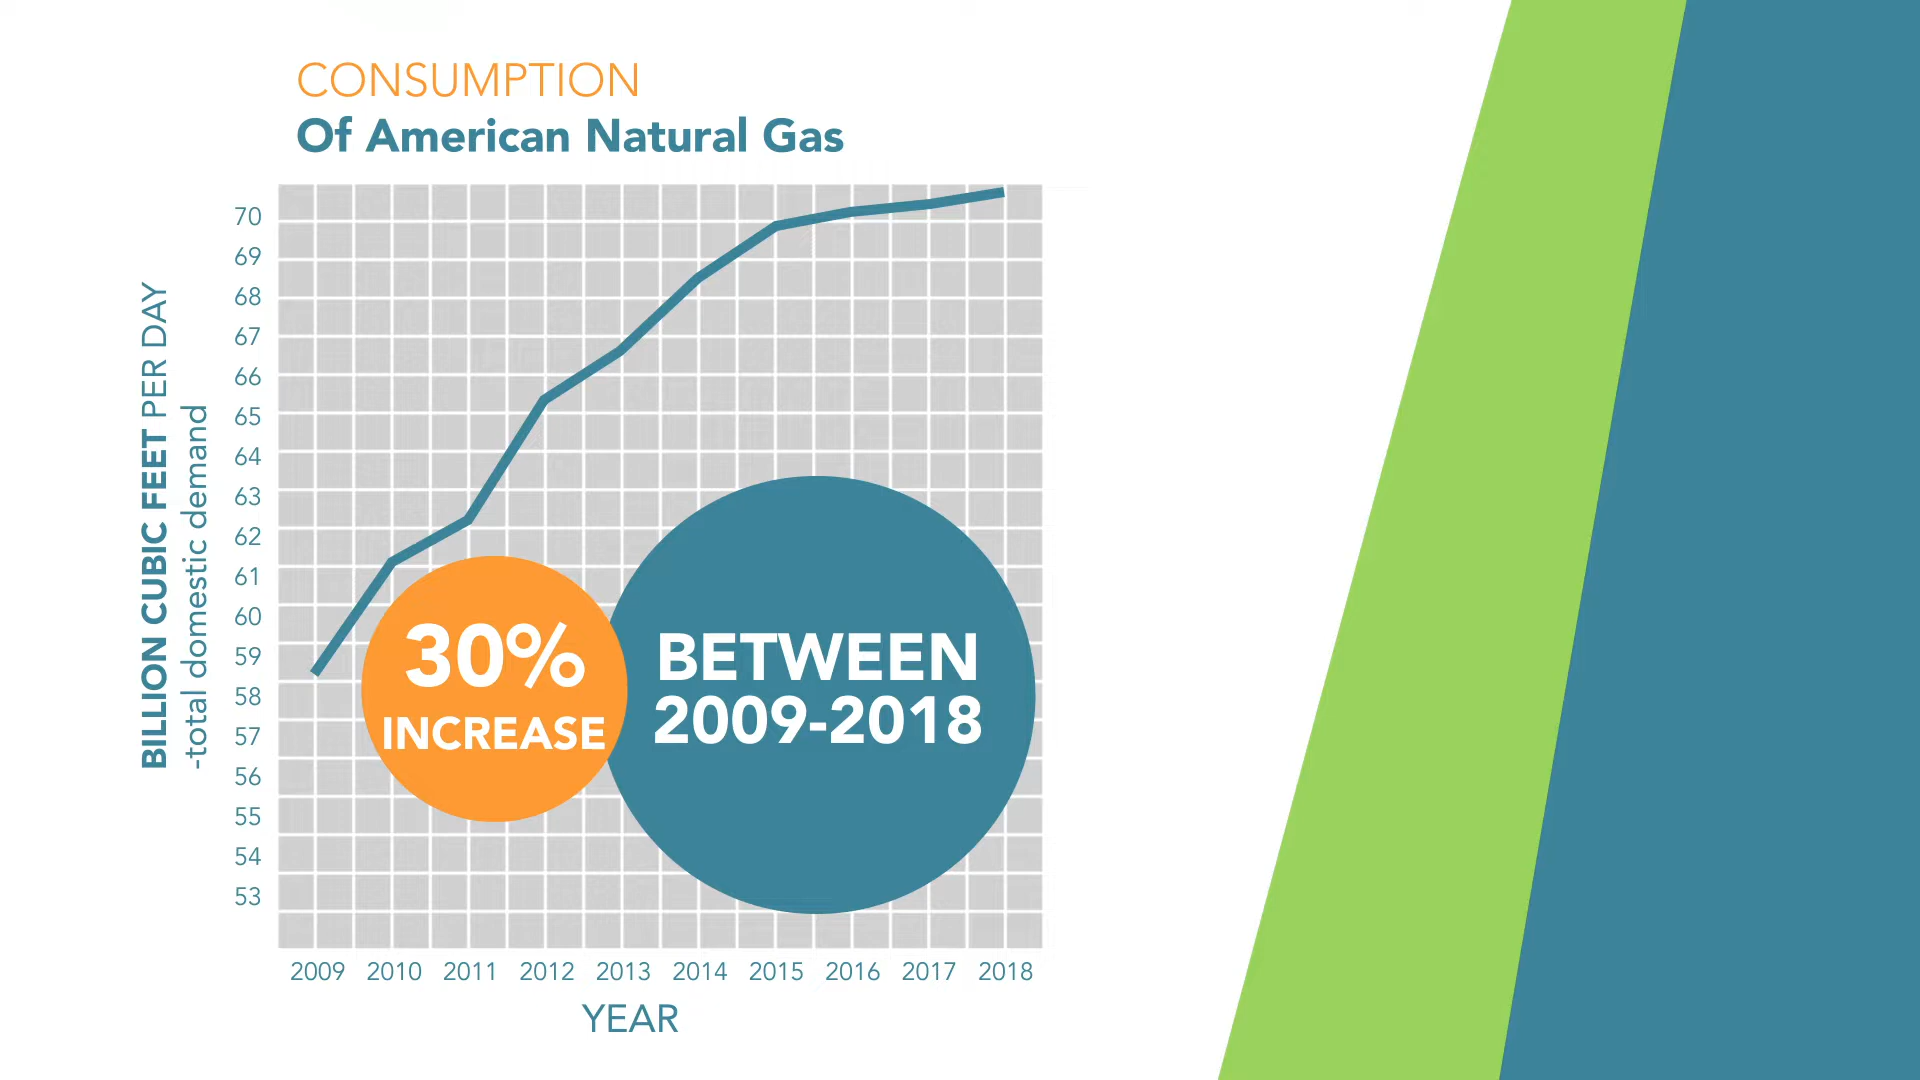 CONSUMPTION
Of American Natural Gas
BILLION CUBIC FEET PER DAY
-total domestic demand
70
69
68
67
66
65
64
63
62
61
60
59
58
57
56
55
54
53
30%
INCREASE
BETWEEN
2009-2018
2009 2010 2011 2012 2013 2014 2015 2016 2017 2018
YEAR